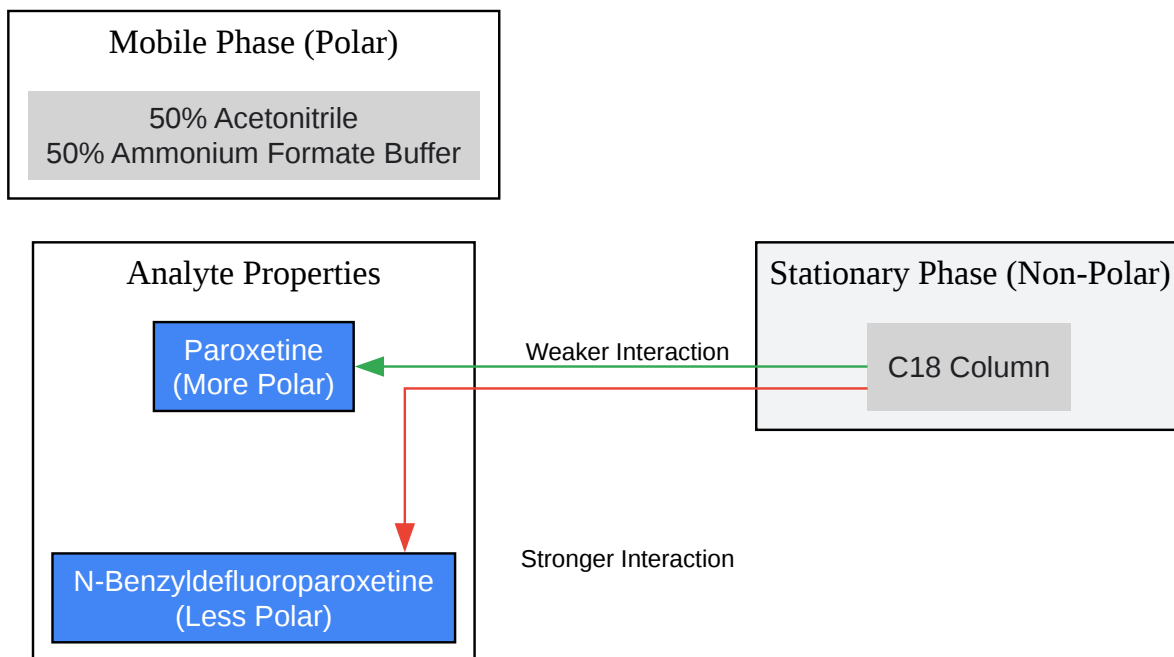 Mobile Phase (Polar)
50% Acetonitrile
50% Ammonium Formate Buffer
Analyte Properties
Paroxetine
(More Polar)
N-Benzyldefluoroparoxetine
(Less Polar)
Weaker Interaction
Stronger Interaction
Stationary Phase (Non-Polar)
C18 Column